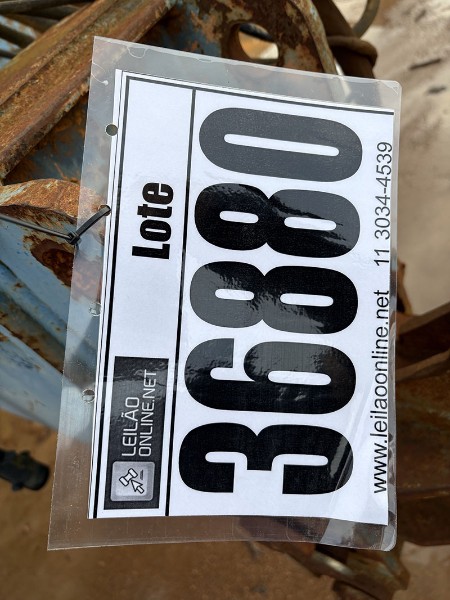 LEILÃO
ONLINE.NET
Lote
36880
www.leilaoonline.net 11 3034-4539